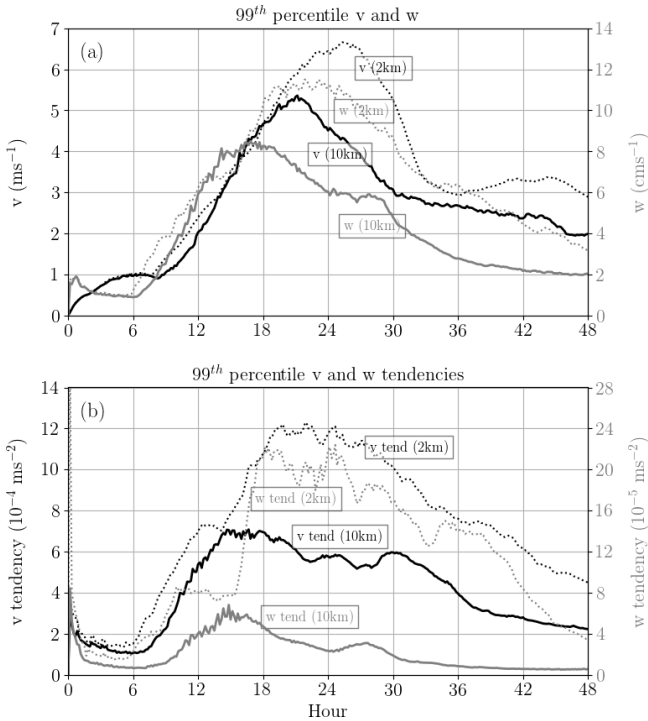 99th percentile v and w
(a)
v (ms⁻¹)
w (cms⁻¹)
7
6
5
4
3
2
1
0
14
12
10
8
6
4
2
0
v (2km)
w (2km)
v (10km)
w (10km)
0 6 12 18 24 30 36 42 48
99th percentile v and w tendencies
(b)
v tendency (10⁻⁴ ms⁻²)
w tendency (10⁻⁵ ms⁻²)
14
12
10
8
6
4
2
0
28
24
20
16
12
8
4
0
v tend (2km)
w tend (2km)
v tend (10km)
w tend (10km)
0 6 12 18 24 30 36 42 48
Hour